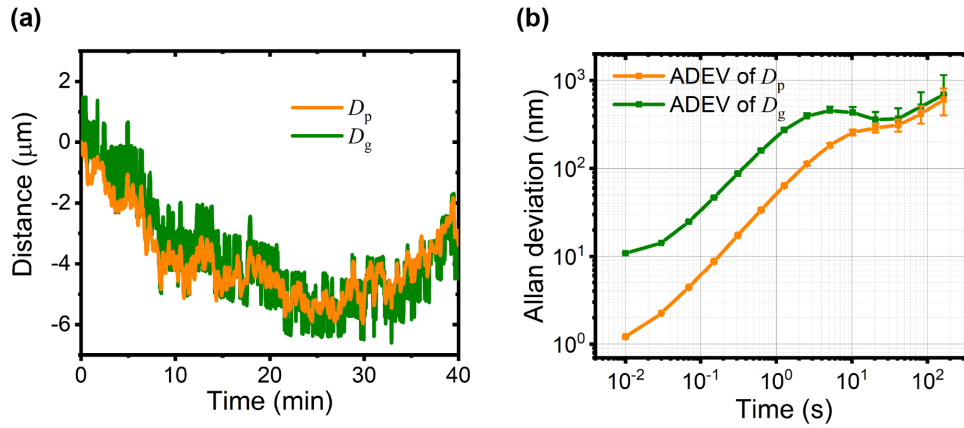 (a)
Distance (μm)
2
0
-2
-4
-6
0
10
20
30
40
Time (min)
Dp
Dg
(b)
Allan deviation (nm)
10³
10²
10¹
10⁰
10⁻²
10⁻¹
10⁰
10¹
10²
Time (s)
ADEV of Dp
ADEV of Dg